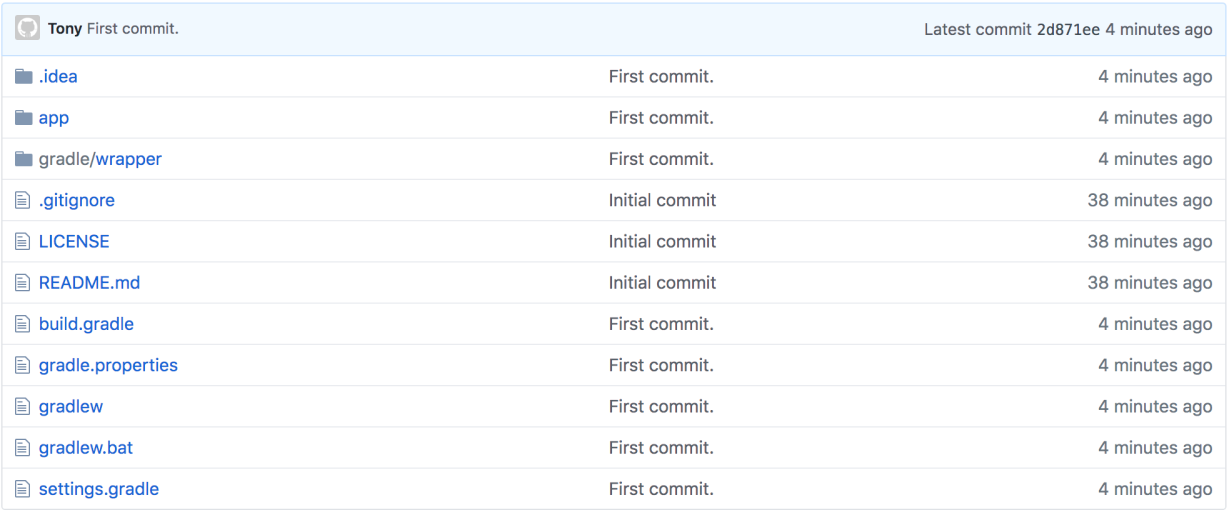 Tony First commit. Latest commit 2d871ee 4 minutes ago
.idea First commit. 4 minutes ago
app First commit. 4 minutes ago
gradle/wrapper First commit. 4 minutes ago
.gitignore Initial commit 38 minutes ago
LICENSE Initial commit 38 minutes ago
README.md Initial commit 38 minutes ago
build.gradle First commit. 4 minutes ago
gradle.properties First commit. 4 minutes ago
gradlew First commit. 4 minutes ago
gradlew.bat First commit. 4 minutes ago
settings.gradle First commit. 4 minutes ago